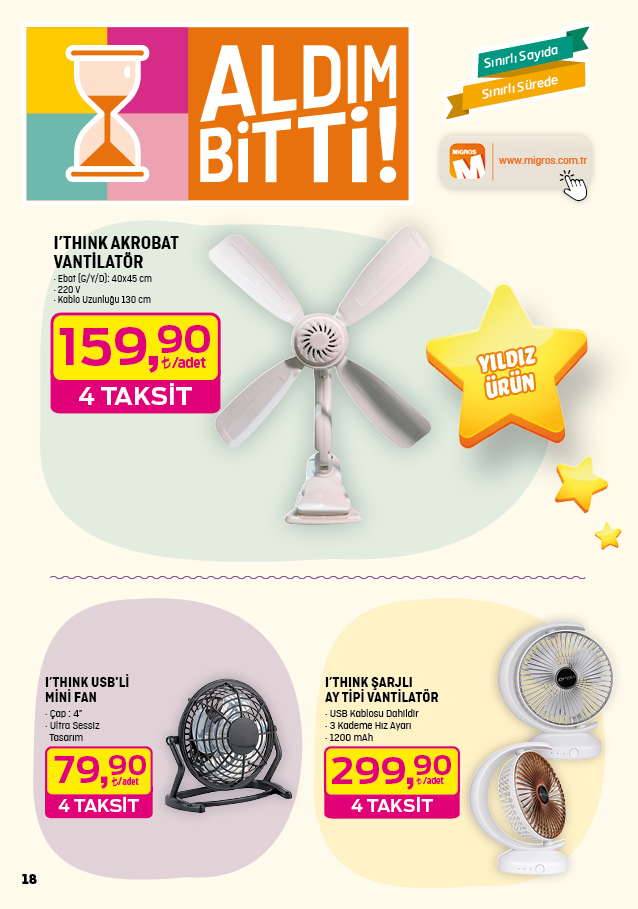 ALDIM
BİTTİ!
Sınırlı Sayıda
Sınırlı Sürede
MIGROS
M
www.migros.com.tr
I'THINK AKROBAT
VANTİLATÖR
· Ebat (G/Y/D): 40x45 cm
· 220 V
· Kablo Uzunluğu 130 cm
159,90
₺/adet
4 TAKSİT
YILDIZ
ÜRÜN
I'THINK USB'Lİ
MİNİ FAN
· Çap : 4"
· Ultra Sessiz
Tasarım
79,90
₺/adet
4 TAKSİT
I'THINK ŞARJLI
AY TİPİ VANTİLATÖR
· USB Kablosu Dahildir
· 3 Kademe Hız Ayarı
· 1200 mAh
299,90
₺/adet
4 TAKSİT
18